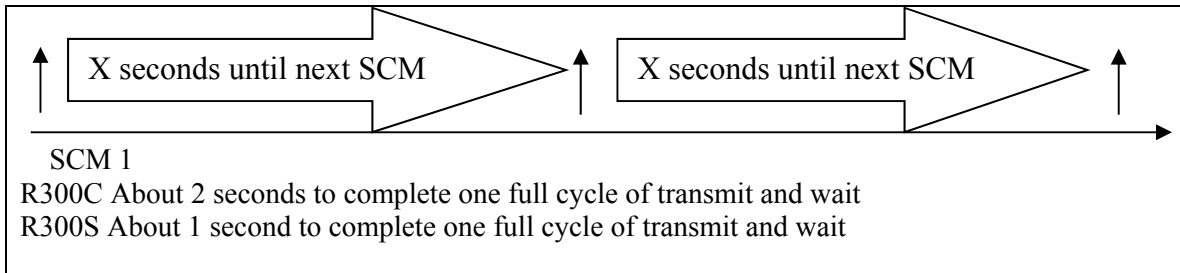 X seconds until next SCM
X seconds until next SCM
SCM 1
R300C About 2 seconds to complete one full cycle of transmit and wait
R300S About 1 second to complete one full cycle of transmit and wait